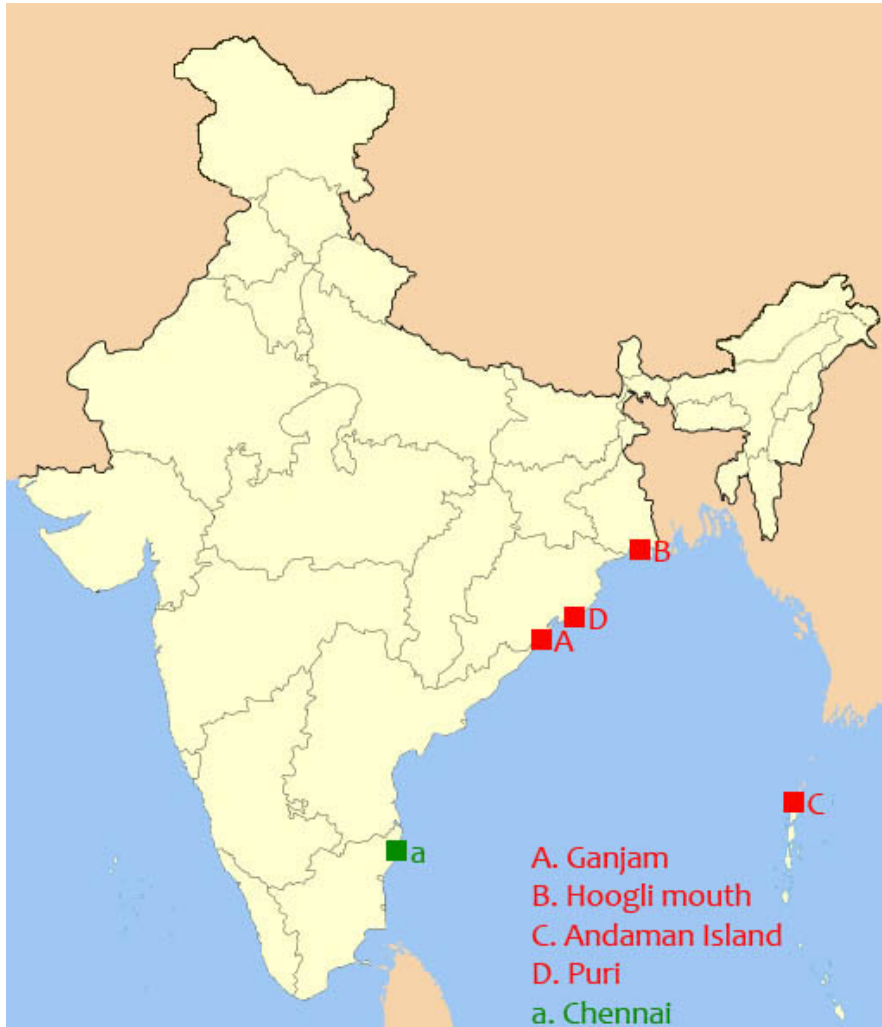 B
D
A
C
a
A. Ganjam
B. Hoogli mouth
C. Andaman Island
D. Puri
a. Chennai